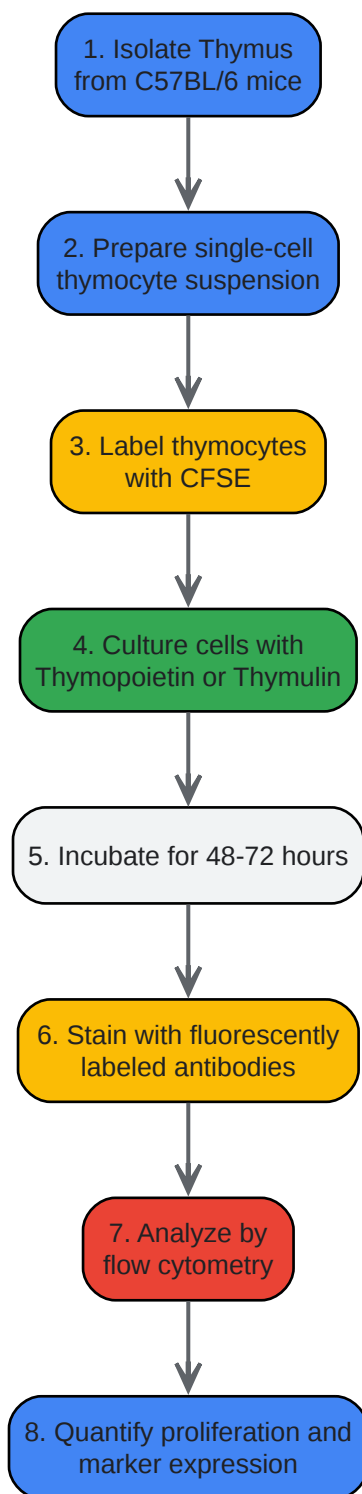 1. Isolate Thymus
from C57BL/6 mice
2. Prepare single-cell
thymocyte suspension
3. Label thymocytes
with CFSE
4. Culture cells with
Thymopoietin or Thymulin
5. Incubate for 48-72 hours
6. Stain with fluorescently
labeled antibodies
7. Analyze by
flow cytometry
8. Quantify proliferation and
marker expression